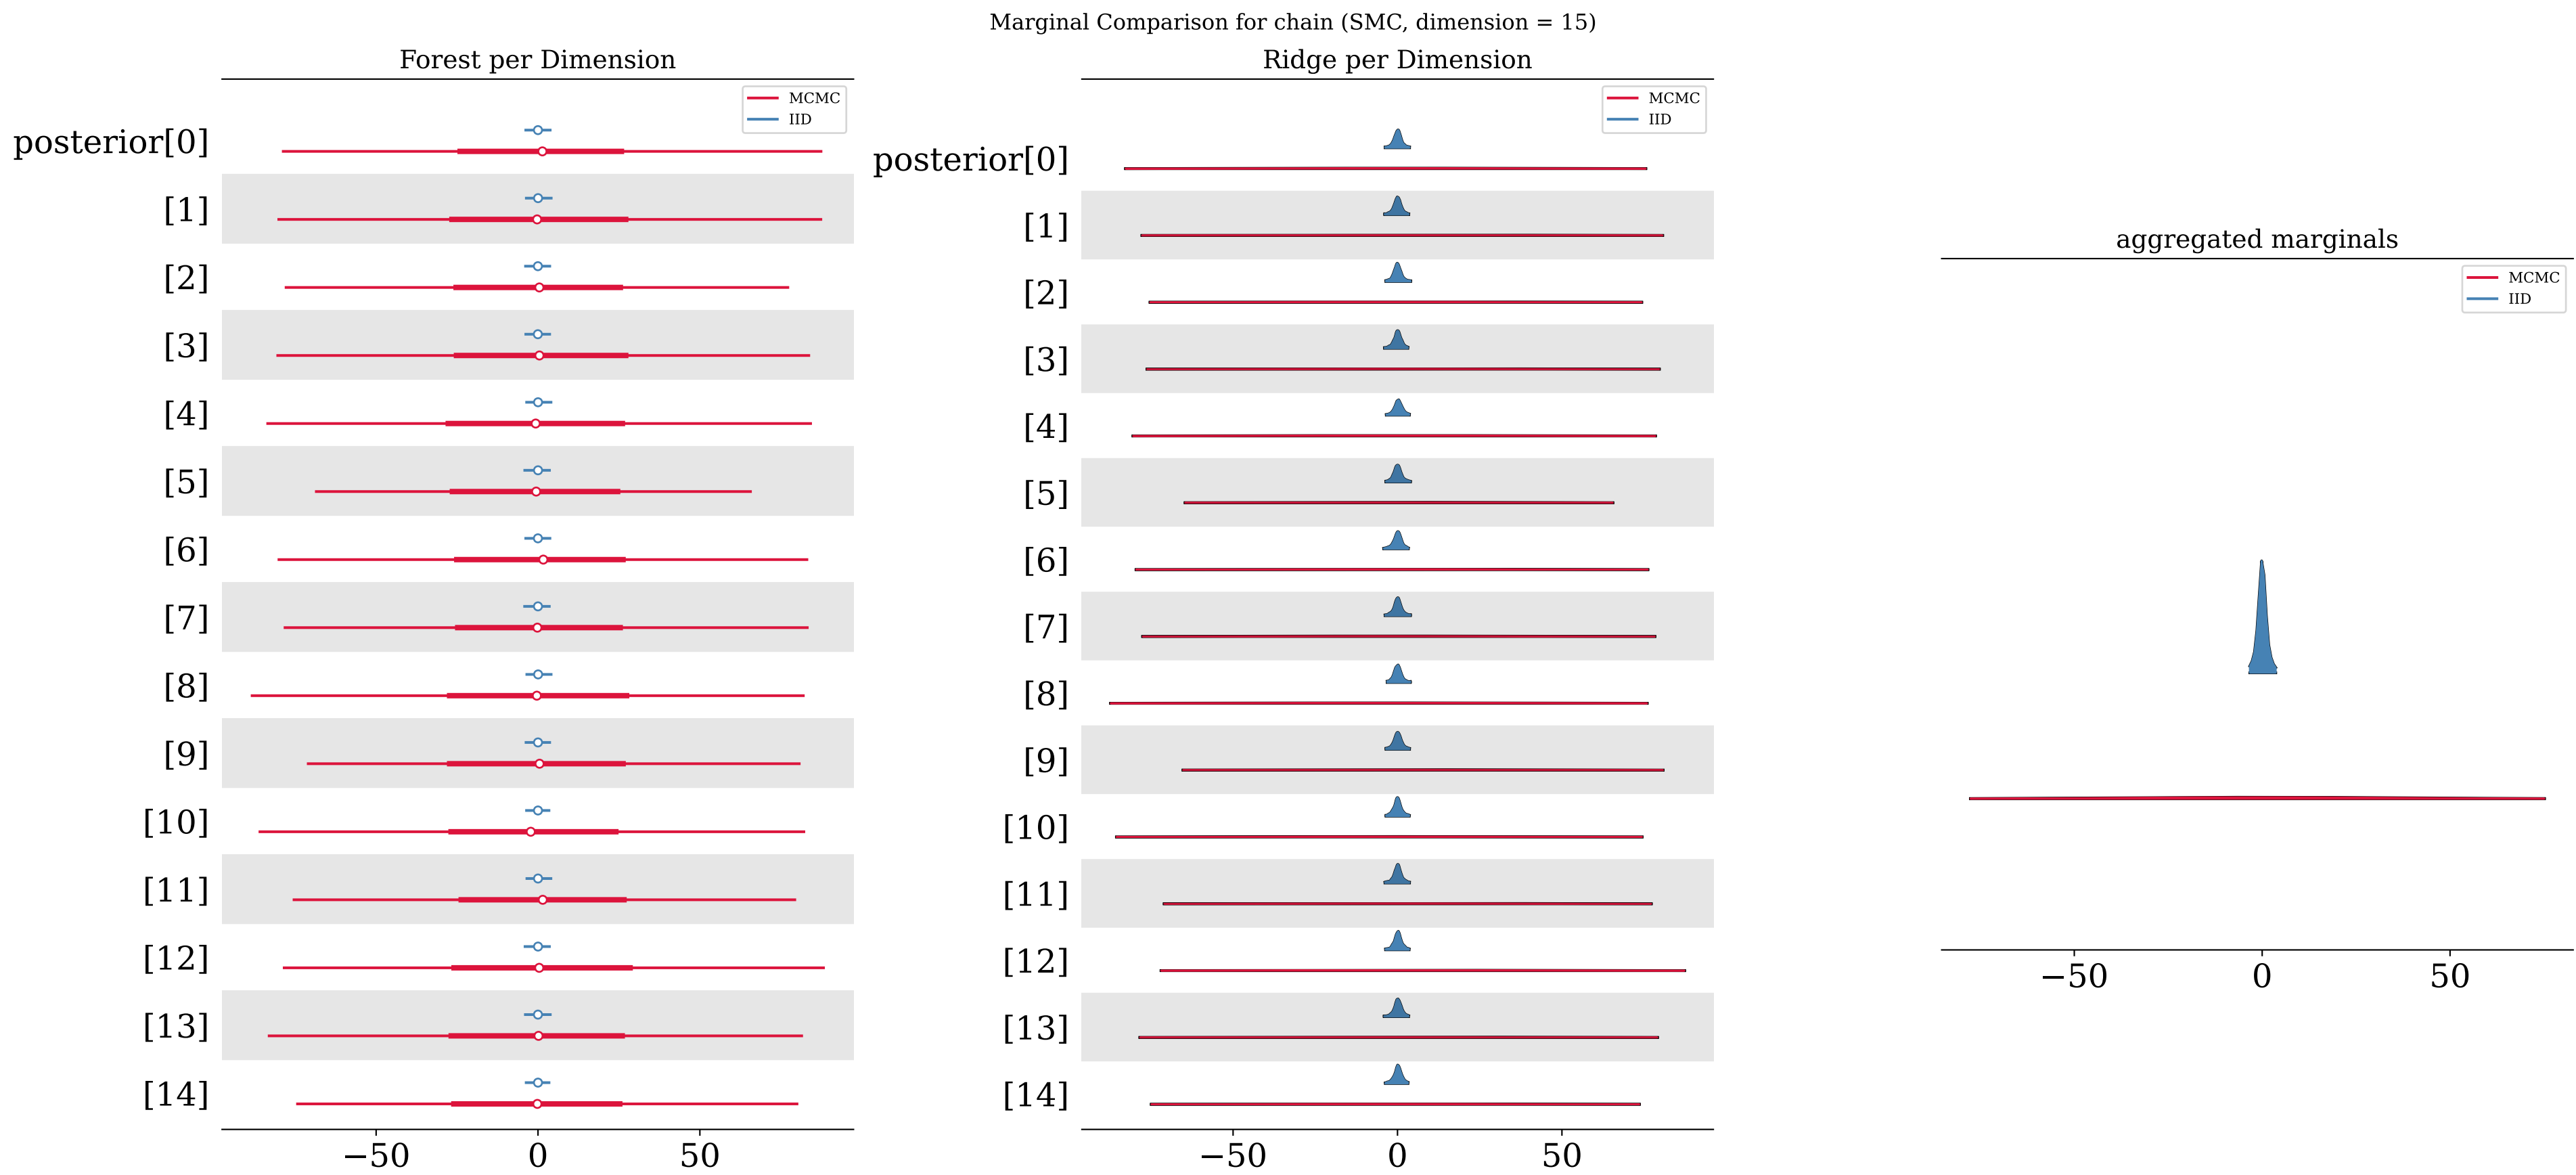 Marginal Comparison for chain (SMC, dimension = 15)
Forest per Dimension
MCMC
IID
posterior[0]
[1]
[2]
[3]
[4]
[5]
[6]
[7]
[8]
[9]
[10]
[11]
[12]
[13]
[14]
−50 0 50
Ridge per Dimension
MCMC
IID
posterior[0]
[1]
[2]
[3]
[4]
[5]
[6]
[7]
[8]
[9]
[10]
[11]
[12]
[13]
[14]
−50 0 50
aggregated marginals
MCMC
IID
−50 0 50